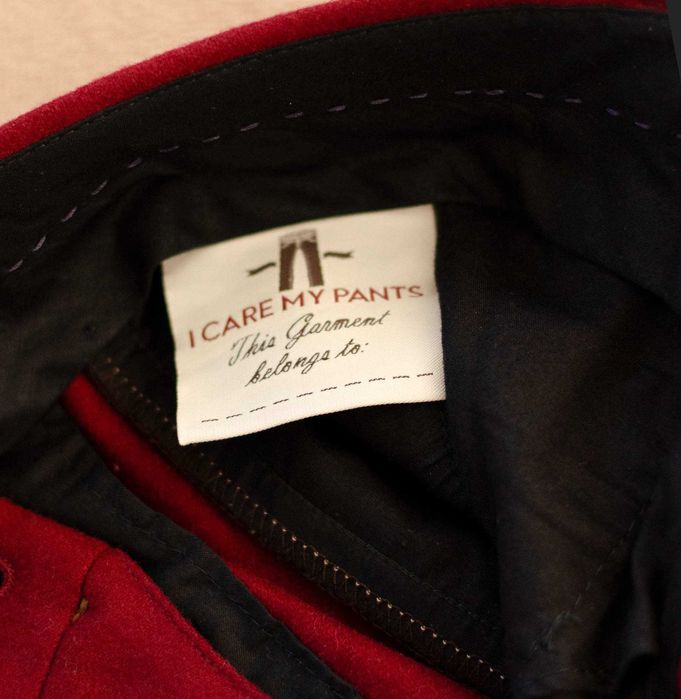 I CARE MY PANTS
This Garment
belongs to: